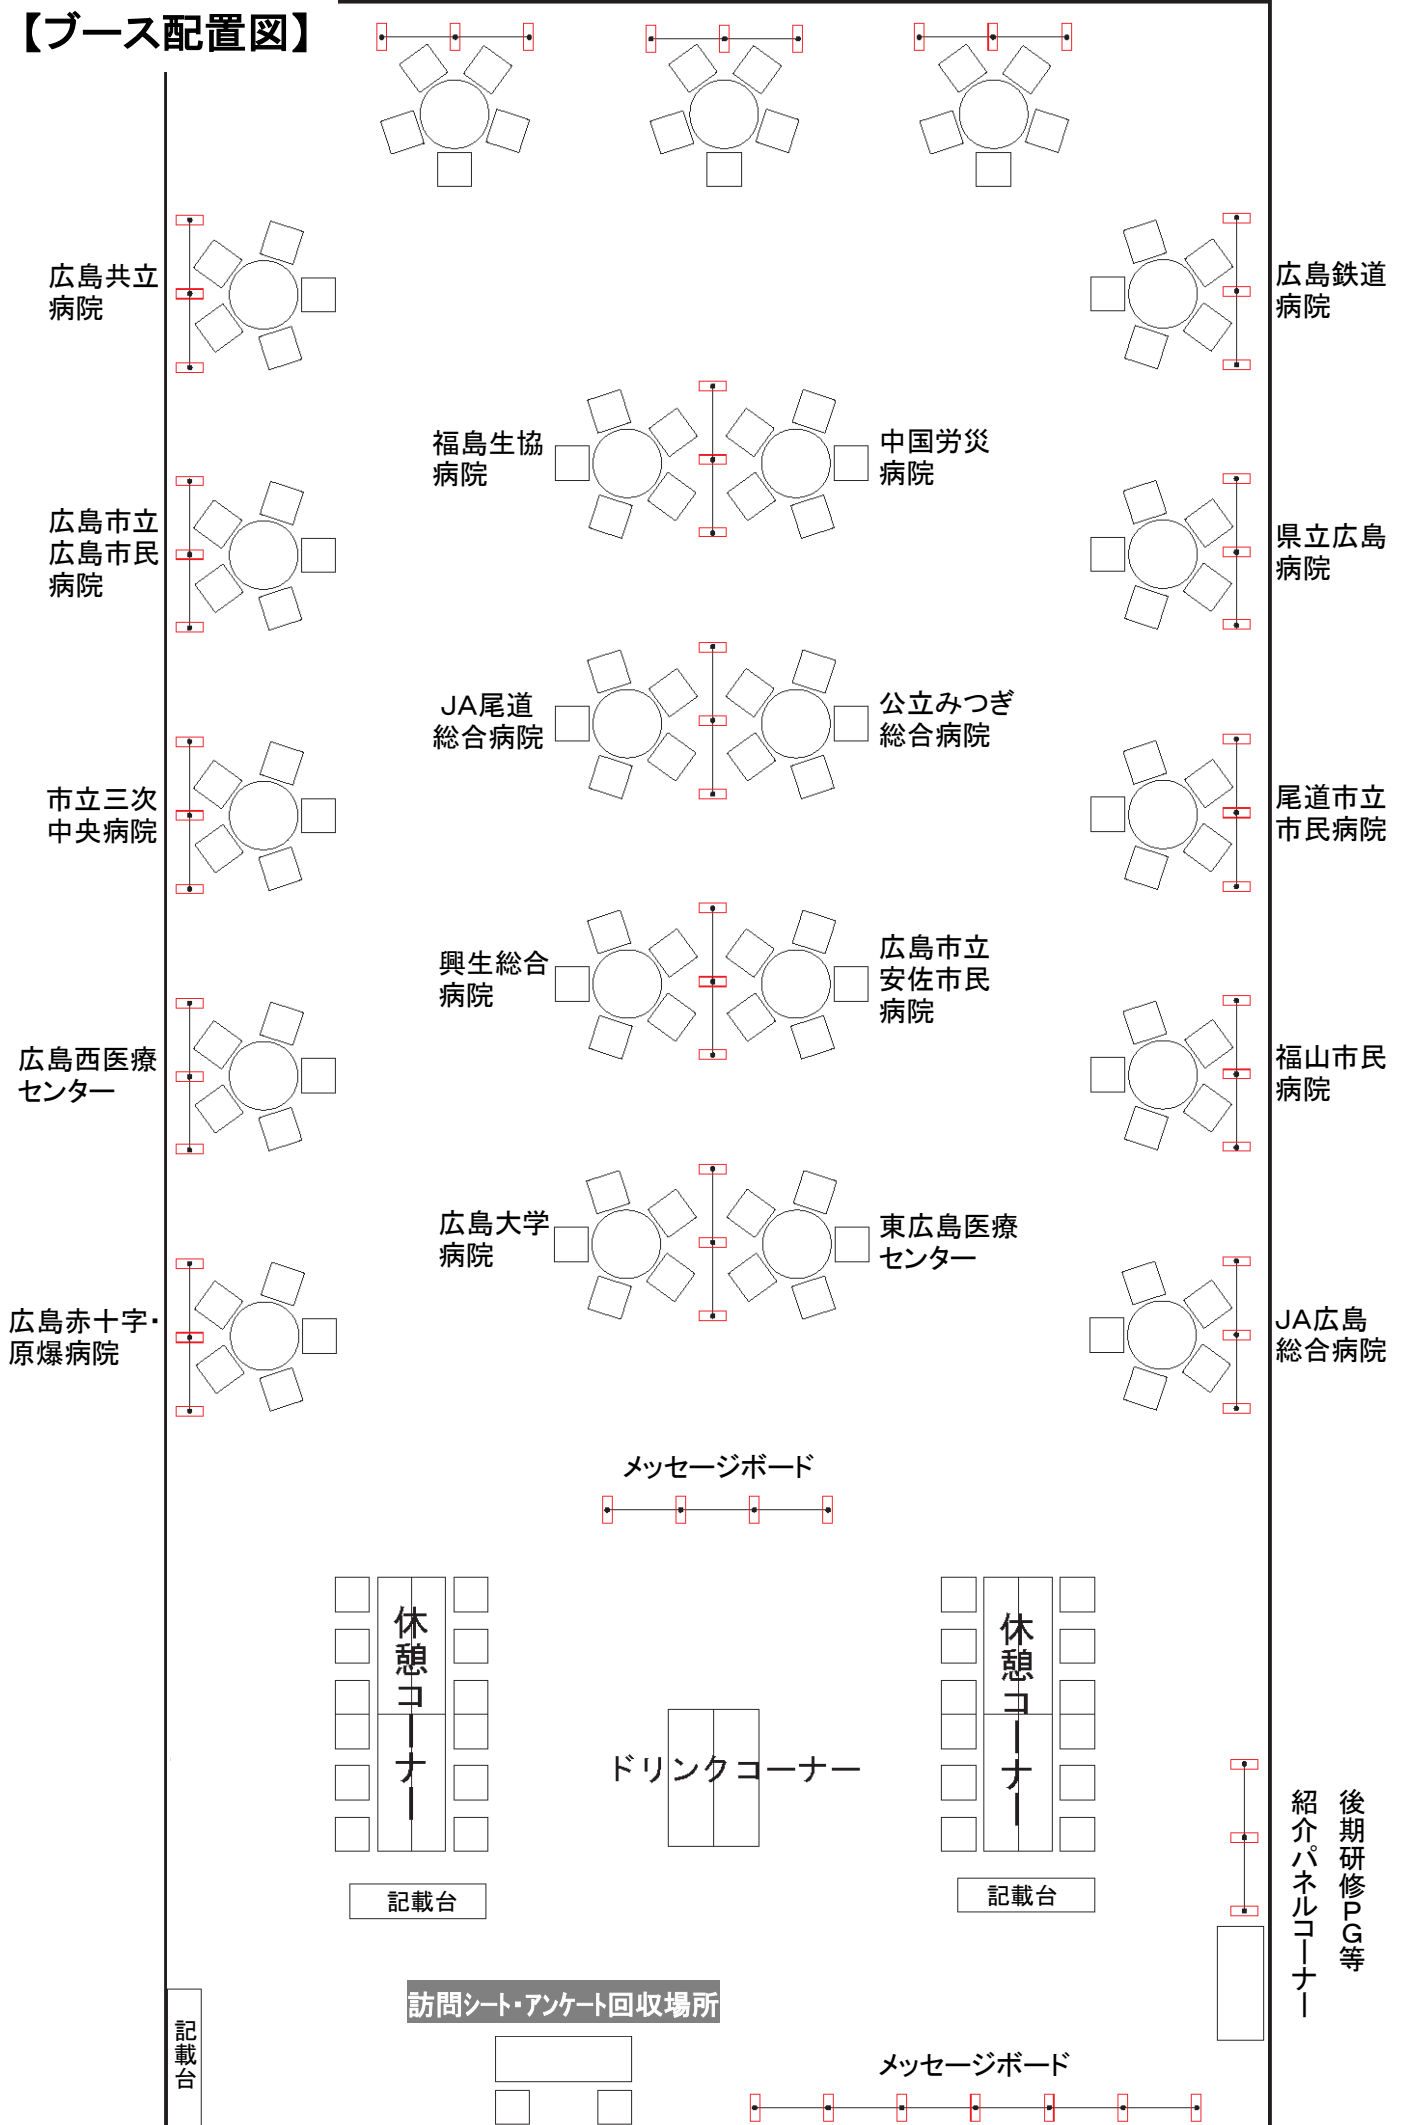 【ブース配置図】
広島共立
病院
広島鉄道
病院
福島生協
病院
中国労災
病院
広島市立
広島市民
病院
県立広島
病院
JA尾道
総合病院
公立みつぎ
総合病院
市立三次
中央病院
尾道市立
市民病院
興生総合
病院
広島市立
安佐市民
病院
広島西医療
センター
福山市民
病院
広島大学
病院
東広島医療
センター
広島赤十字・
原爆病院
JA広島
総合病院
メッセージボード
休憩コーナー
休憩コーナー
ドリンクコーナー
後期研修PG等
紹介パネルコーナー
記載台
記載台
訪問シート・アンケート回収場所
記載台
メッセージボード